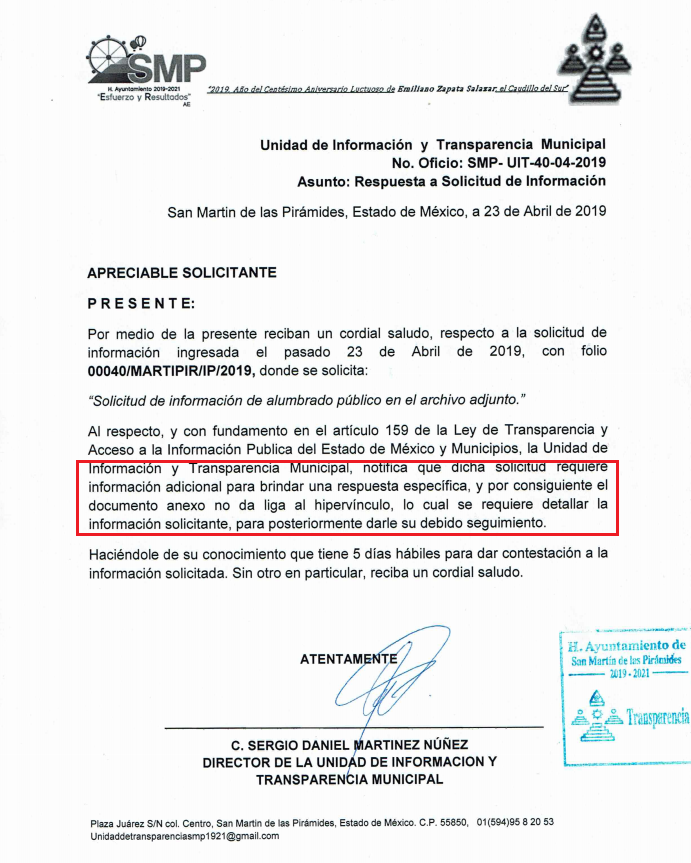 SMP
H. Ayuntamiento 2019-2021
"Esfuerzo y Resultados"
AE
"2019. Año del Centésimo Aniversario Luctuoso de Emiliano Zapata Salazar, el Caudillo del Sur"
Unidad de Información y Transparencia Municipal
No. Oficio: SMP- UIT-40-04-2019
Asunto: Respuesta a Solicitud de Información
San Martin de las Pirámides, Estado de México, a 23 de Abril de 2019
APRECIABLE SOLICITANTE
P R E S E N T E:
Por medio de la presente reciban un cordial saludo, respecto a la solicitud de
información ingresada el pasado 23 de Abril de 2019, con folio
00040/MARTIPIR/IP/2019, donde se solicita:
"Solicitud de información de alumbrado público en el archivo adjunto."
Al respecto, y con fundamento en el artículo 159 de la Ley de Transparencia y
Acceso a la Información Publica del Estado de México y Municipios, la Unidad de
Información y Transparencia Municipal, notifica que dicha solicitud requiere
información adicional para brindar una respuesta específica, y por consiguiente el
documento anexo no da liga al hipervínculo, lo cual se requiere detallar la
información solicitante, para posteriormente darle su debido seguimiento.
Haciéndole de su conocimiento que tiene 5 días hábiles para dar contestación a la
información solicitada. Sin otro en particular, reciba un cordial saludo.
ATENTAMENTE
H. Ayuntamiento de
San Martín de las Pirámides
2019-2021
Transparencia
C. SERGIO DANIEL MARTINEZ NÚÑEZ
DIRECTOR DE LA UNIDAD DE INFORMACION Y
TRANSPARENCIA MUNICIPAL
Plaza Juárez S/N col. Centro, San Martin de las Pirámides, Estado de México. C.P. 55850, 01(594)95 8 20 53
Unidaddetransparenciasmp1921@gmail.com